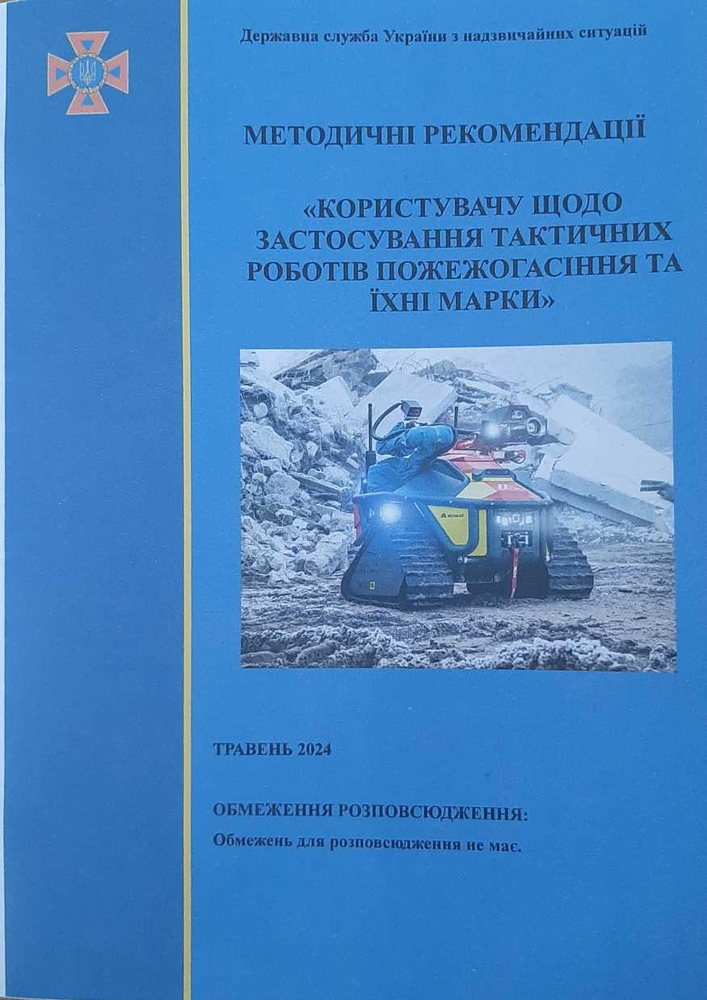 Державна служба України з надзвичайних ситуацій
МЕТОДИЧНІ РЕКОМЕНДАЦІЇ
«КОРИСТУВАЧУ ЩОДО
ЗАСТОСУВАННЯ ТАКТИЧНИХ
РОБОТІВ ПОЖЕЖОГАСІННЯ ТА
ЇХНІ МАРКИ»
ТРАВЕНЬ 2024
ОБМЕЖЕННЯ РОЗПОВСЮДЖЕННЯ:
Обмежень для розповсюдження не має.